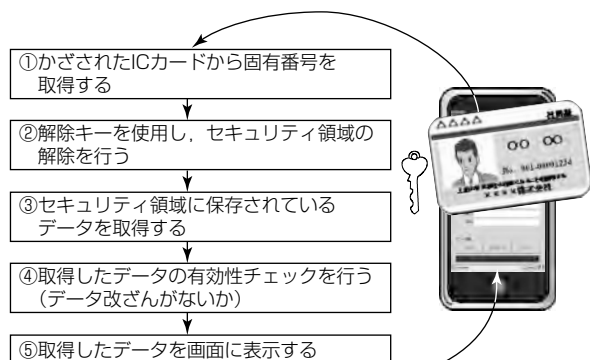 ①かざされたICカードから固有番号を
取得する
②解除キーを使用し，セキュリティ領域の
解除を行う
③セキュリティ領域に保存されている
データを取得する
④取得したデータの有効性チェックを行う
（データ改ざんがないか）
⑤取得したデータを画面に表示する
△△△△
社員証
○○ ○○
No. 001-00001234
××××株式会社